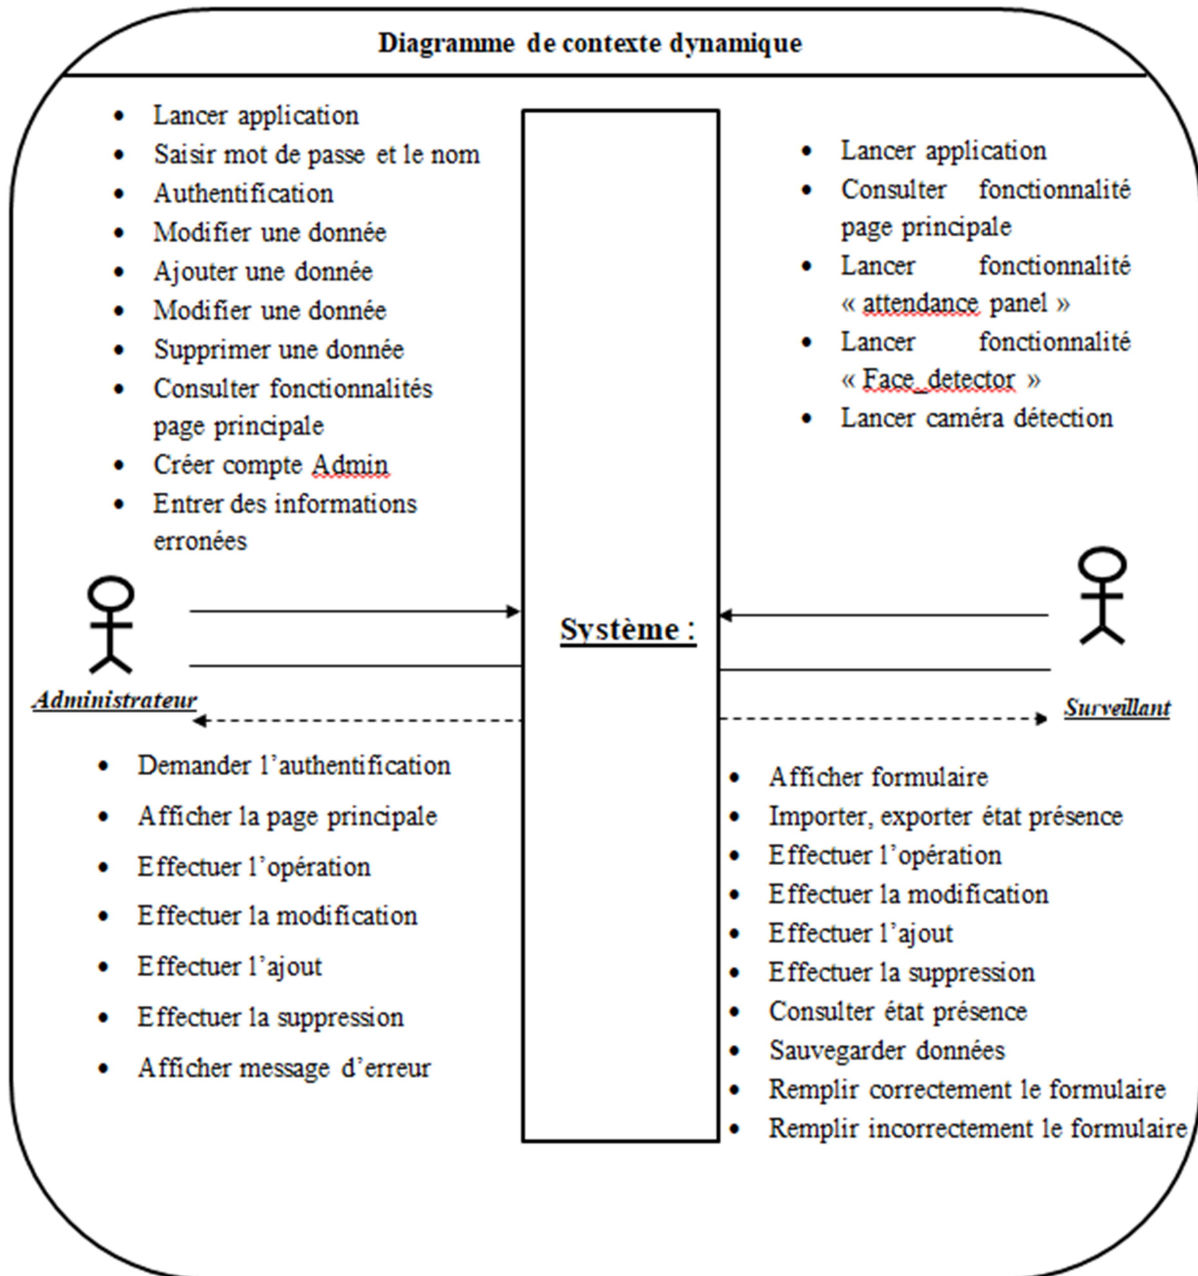 Diagramme de contexte dynamique
• Lancer application
• Saisir mot de passe et le nom
• Authentification
• Modifier une donnée
• Ajouter une donnée
• Modifier une donnée
• Supprimer une donnée
• Consulter fonctionnalités
page principale
• Créer compte Admin
• Entrer des informations
erronées
• Lancer application
• Consulter fonctionnalité
page principale
• Lancer fonctionnalité
« attendance panel »
• Lancer fonctionnalité
« Face_detector »
• Lancer caméra détection
Système :
Administrateur
Surveillant
• Demander l’authentification
• Afficher la page principale
• Effectuer l’opération
• Effectuer la modification
• Effectuer l’ajout
• Effectuer la suppression
• Afficher message d’erreur
• Afficher formulaire
• Importer, exporter état présence
• Effectuer l’opération
• Effectuer la modification
• Effectuer l’ajout
• Effectuer la suppression
• Consulter état présence
• Sauvegarder données
• Remplir correctement le formulaire
• Remplir incorrectement le formulaire